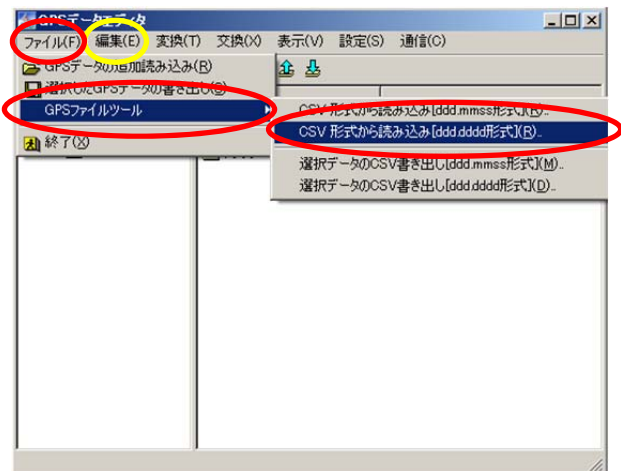 GPSデータエディタ
ファイル(F) 編集(E) 変換(T) 交換(X) 表示(V) 設定(S) 通信(C)
GPSデータの追加読み込み(R)
選択したGPSデータの書き出し(S)
GPSファイルツール
終了(X)
CSV 形式から読み込み[ddd.mmss形式](R)..
CSV 形式から読み込み[ddd.dddd形式](R)..
選択データのCSV書き出し[ddd.mmss形式](M)..
選択データのCSV書き出し[ddd.dddd形式](D)..